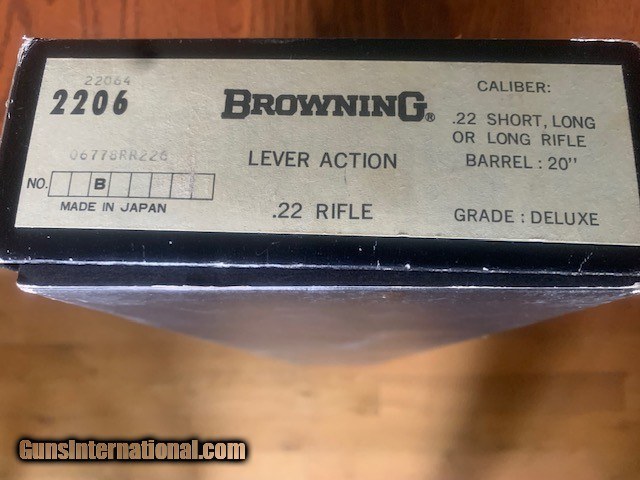 22064
2206
BROWNING®
CALIBER:
.22 SHORT, LONG
OR LONG RIFLE
BARREL : 20"
06778RR226
LEVER ACTION
NO. B
MADE IN JAPAN
.22 RIFLE
GRADE : DELUXE
GunsInternational.com